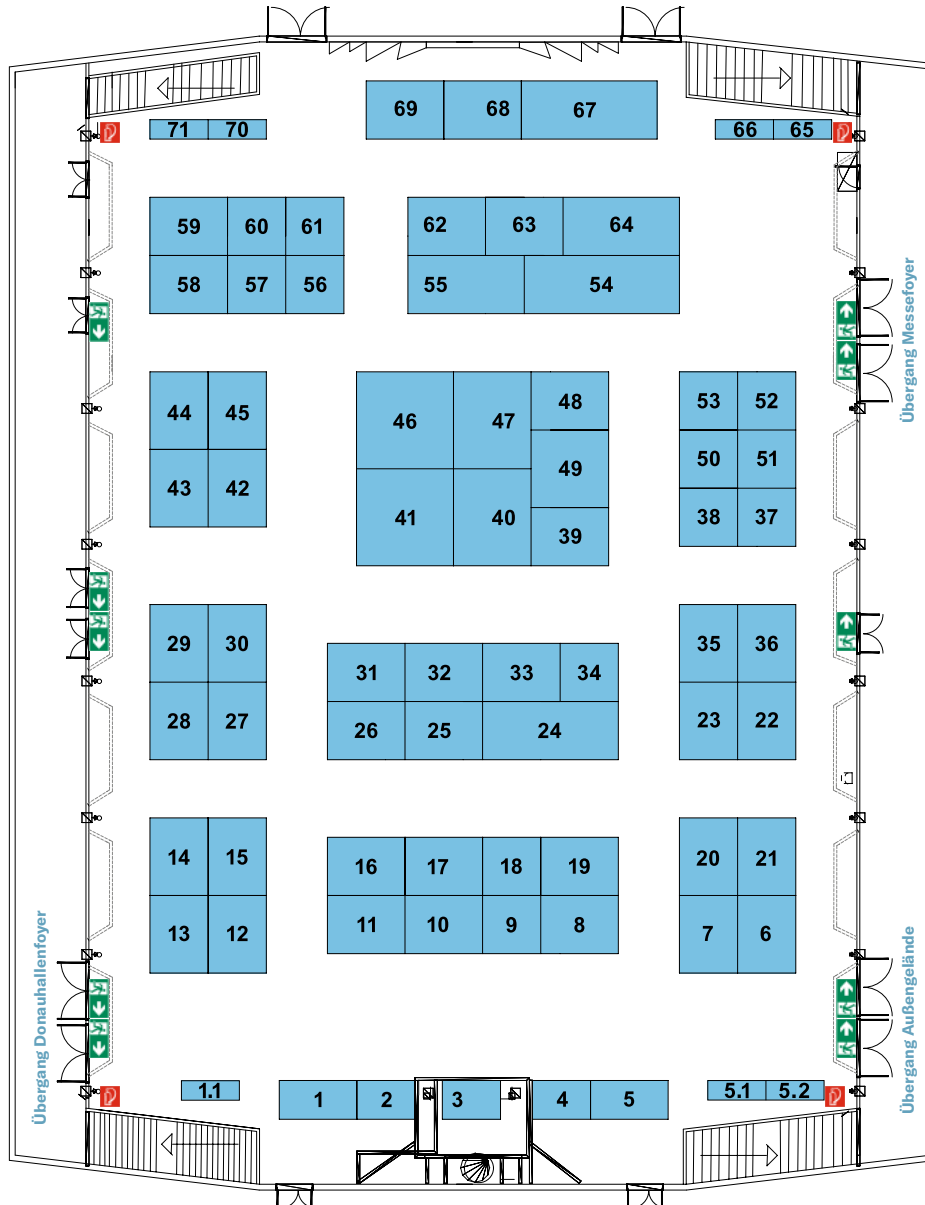 69 68 67
71 70 66 65
59 60 61 62 63 64
58 57 56 55 54
Übergang Messefoyer
44 45 46 47 48 53 52
49 50 51
43 42 41 40 39 38 37
29 30 31 32 33 34 35 36
28 27 26 25 24 23 22
14 15 16 17 18 19 20 21
13 12 11 10 9 8 7 6
Übergang Donauhallenfoyer
Übergang Außengelände
1.1 1 2 3 4 5 5.1 5.2